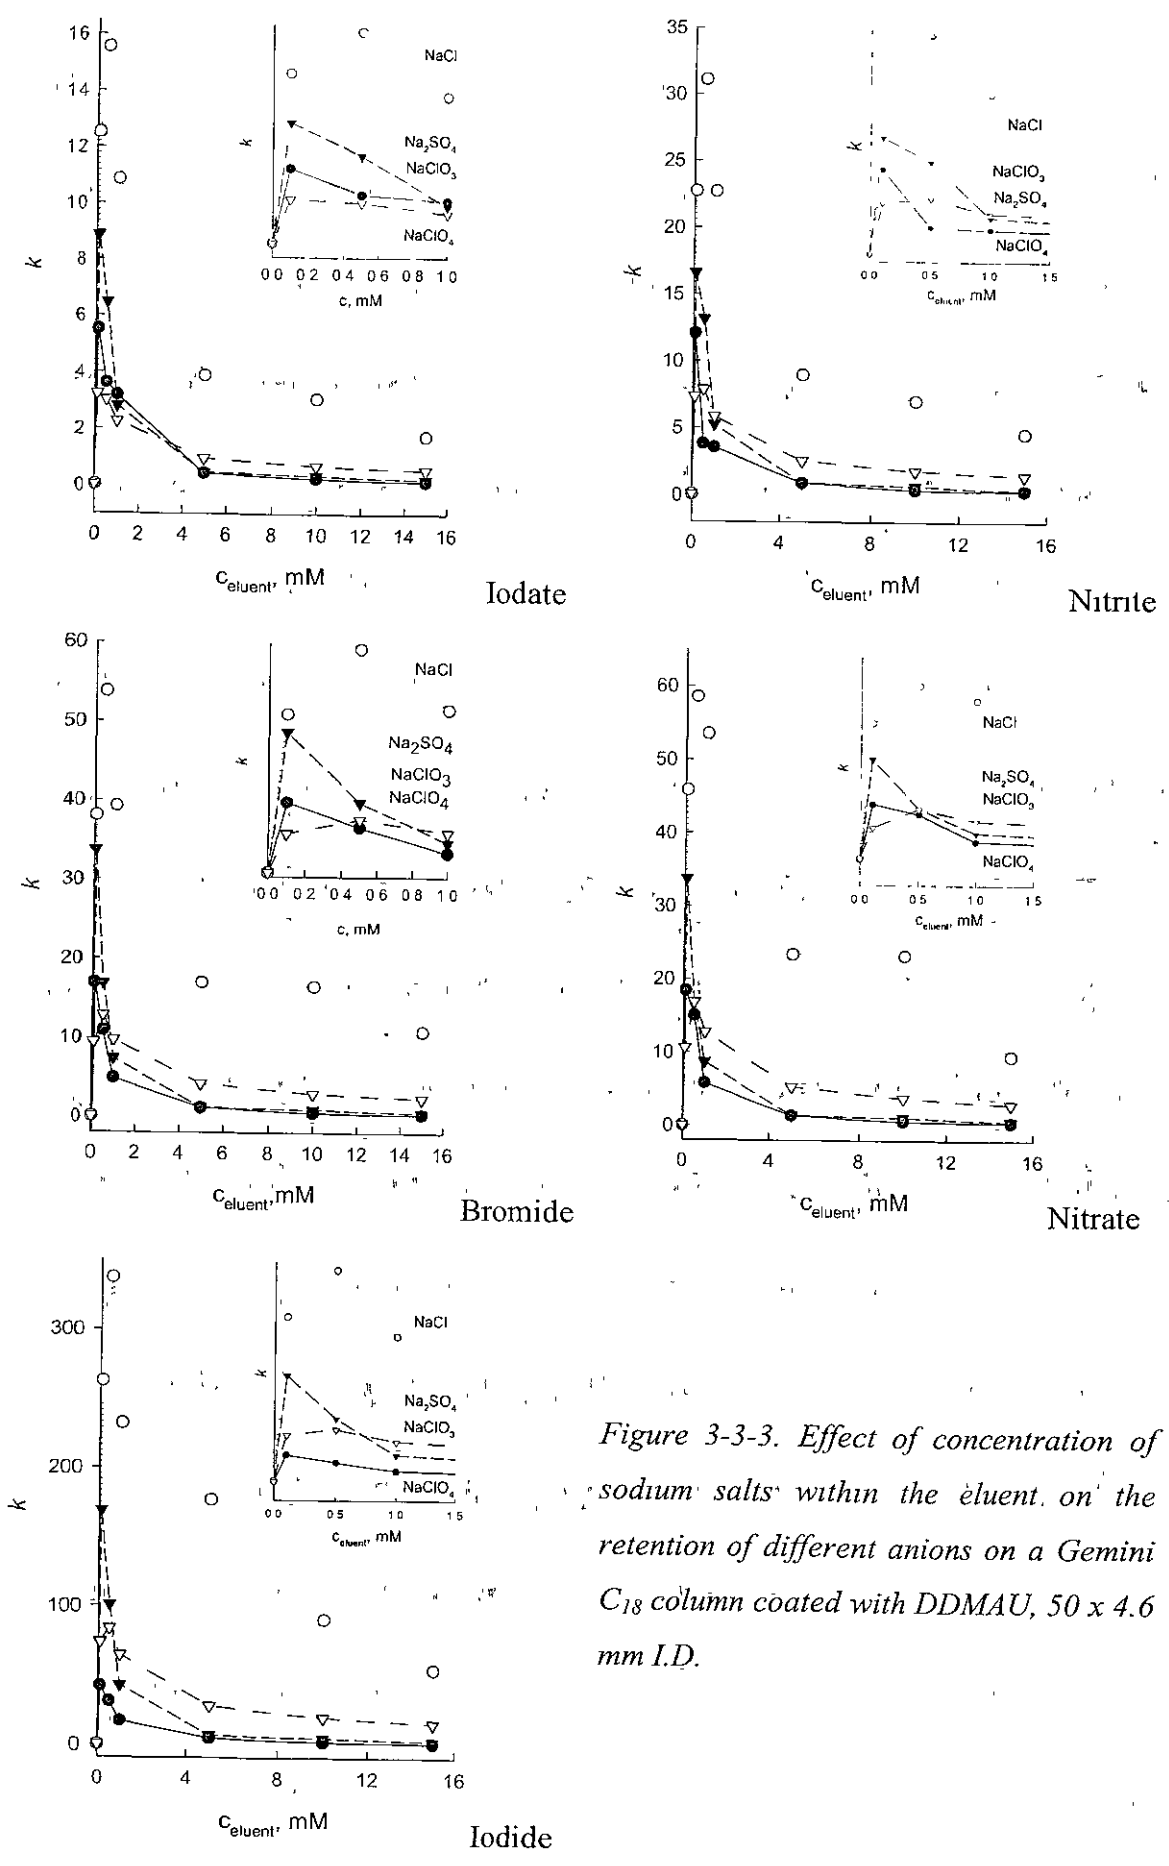 16
14
12
10
8
6
4
2
0
k
0 2 4 6 8 10 12 14 16
c_eluent, mM
Iodate
k
NaCl
Na₂SO₄
NaClO₃
NaClO₄
0 0 0 2 0 4 0 6 0 8 1 0
c, mM
35
30
25
20
15
10
5
0
k
0 4 8 12 16
c_eluent, mM
Nitrite
k
NaCl
NaClO₃
Na₂SO₄
NaClO₄
0 0 0 5 1 0 1 5
c_eluent, mM
60
50
40
30
20
10
0
k
0 2 4 6 8 10 12 14 16
c_eluent, mM
Bromide
k
NaCl
Na₂SO₄
NaClO₃
NaClO₄
0 0 0 2 0 4 0 6 0 8 1 0
c, mM
60
50
40
30
20
10
0
k
0 4 8 12 16
c_eluent, mM
Nitrate
k
NaCl
Na₂SO₄
NaClO₃
NaClO₄
0 0 0 5 1 0 1 5
c_eluent, mM
300
200
100
0
k
0 4 8 12 16
c_eluent, mM
Iodide
k
NaCl
Na₂SO₄
NaClO₃
NaClO₄
0 0 0 5 1 0 1 5
c_eluent, mM
Figure 3-3-3. Effect of concentration of
sodium salts within the eluent on the
retention of different anions on a Gemini
C₁₈ column coated with DDMAU, 50 x 4.6
mm I.D.